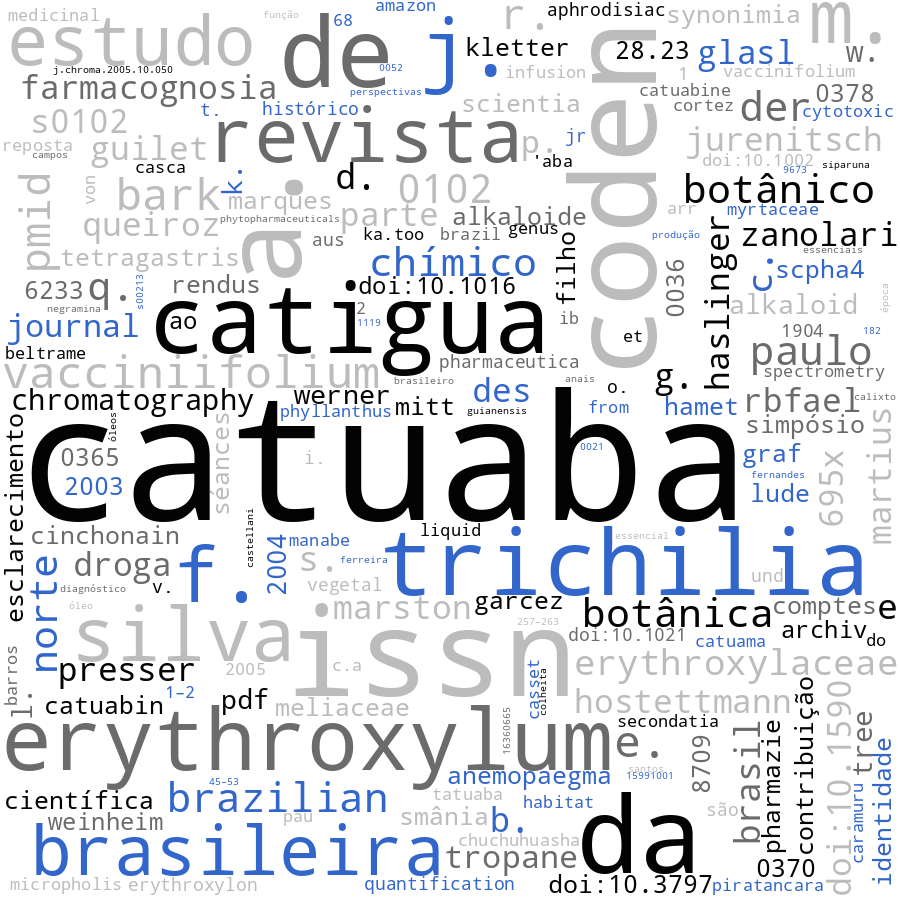 medicinal
função
68
amazon
r.
aphrodisiac
synonimia
m.
estudo
de
j.
kletter
coden
28.23
glasl
w.
j.chroma.2005.10.050
0052
infusion
1
vaccinifolium
farmacognosia
perspectivas
catuabine
0378
t.
histórico
scientia
cortez
der
cytotoxic
s0102
revista
p.
jr
jurenitsch
reposta
guilet
campos
'aba
doi:10.1002
siparuna
casca
d.
9673
pmid
von
bark
k.
a.
0102
botânico
marques
queiroz
phytopharmaceuticals
parte
alkaloide
arr
myrtaceae
aus
ka.too
brazil
genus
filho
produção
haslinger
zanolari
tetragastris
chímico
essenciais
6233
q.
s00213
rendus
doi:10.1016
0036
c.
scpha4
negramina
catigua
2
ib
alkaloid
época
journal
ao
1119
et
1904
182
beltrame
pharmaceutica
paulo
vacciniifolium
brasileiro
anais
o.
g.
spectrometry
chromatography
werner
des
rbfael
calixto
phyllanthus
mitt
guianensis
from
hamet
simpósio
esclarecimento
óleos
séances
catuaba
0365
i.
0021
graf
695x
martius
2003
fernandes
lude
castellani
cinchonain
liquid
essencial
droga
f.
2004
manabe
s.
ferreira
trichilia
norte
diagnóstico
v.
vegetal
und
óleo
marston
garcez
botânica
comptes
e
silva
issn
257–263
doi:10.1021
catuama
archiv
do
barros
presser
2005
c.a
casset
colheita
erythroxylaceae
l.
catuabin
1–2
pdf
meliaceae
hostettmann
contribuição
doi:10.1590
erythroxylum
16360665
secondatia
e.
8709
brasil
pharmazie
tree
caramuru
identidade
anemopaegma
santos
15991001
45–53
científica
brazilian
tatuaba
habitat
weinheim
pau
smânia
b.
da
são
brasileira
chuchuhuasha
tropane
0370
micropholis
erythroxylon
quantification
doi:10.3797
piratancara